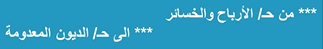 *** من حـ/ الأرباح والخسائر
*** الى حـ/ الديون المعدومة